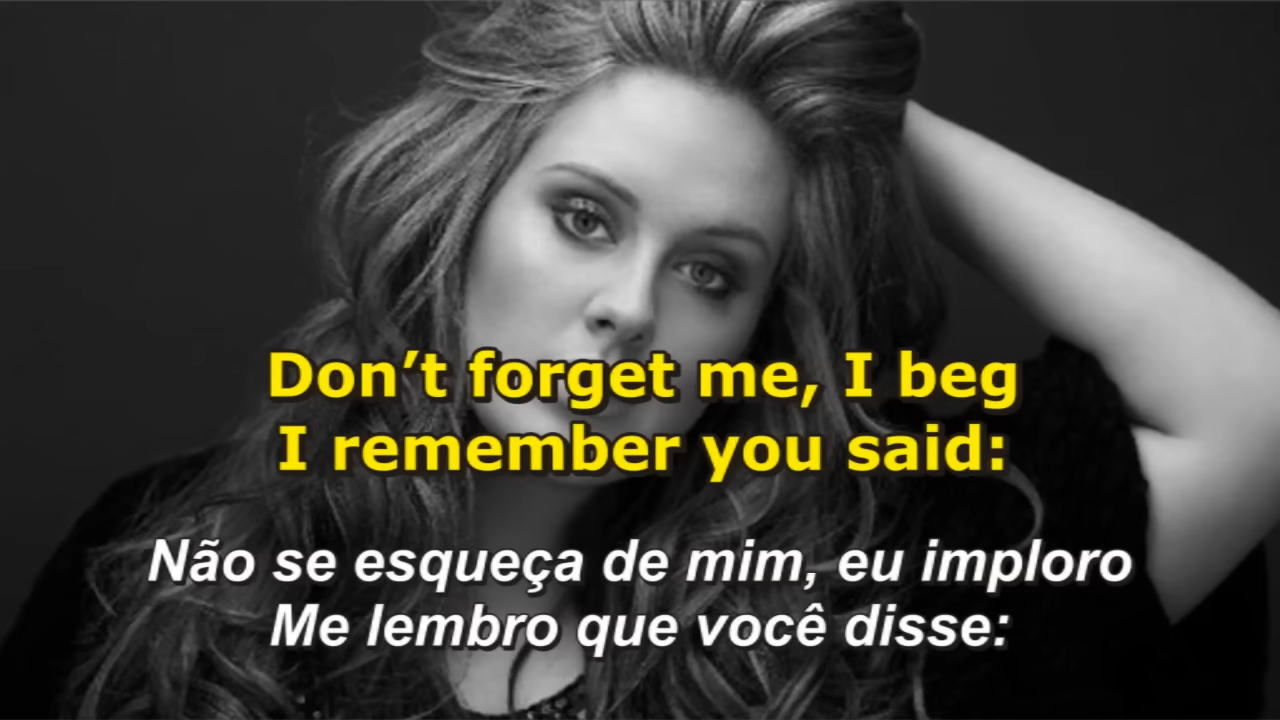 Don’t forget me, I beg
I remember you said:
Não se esqueça de mim, eu imploro
Me lembro que você disse: